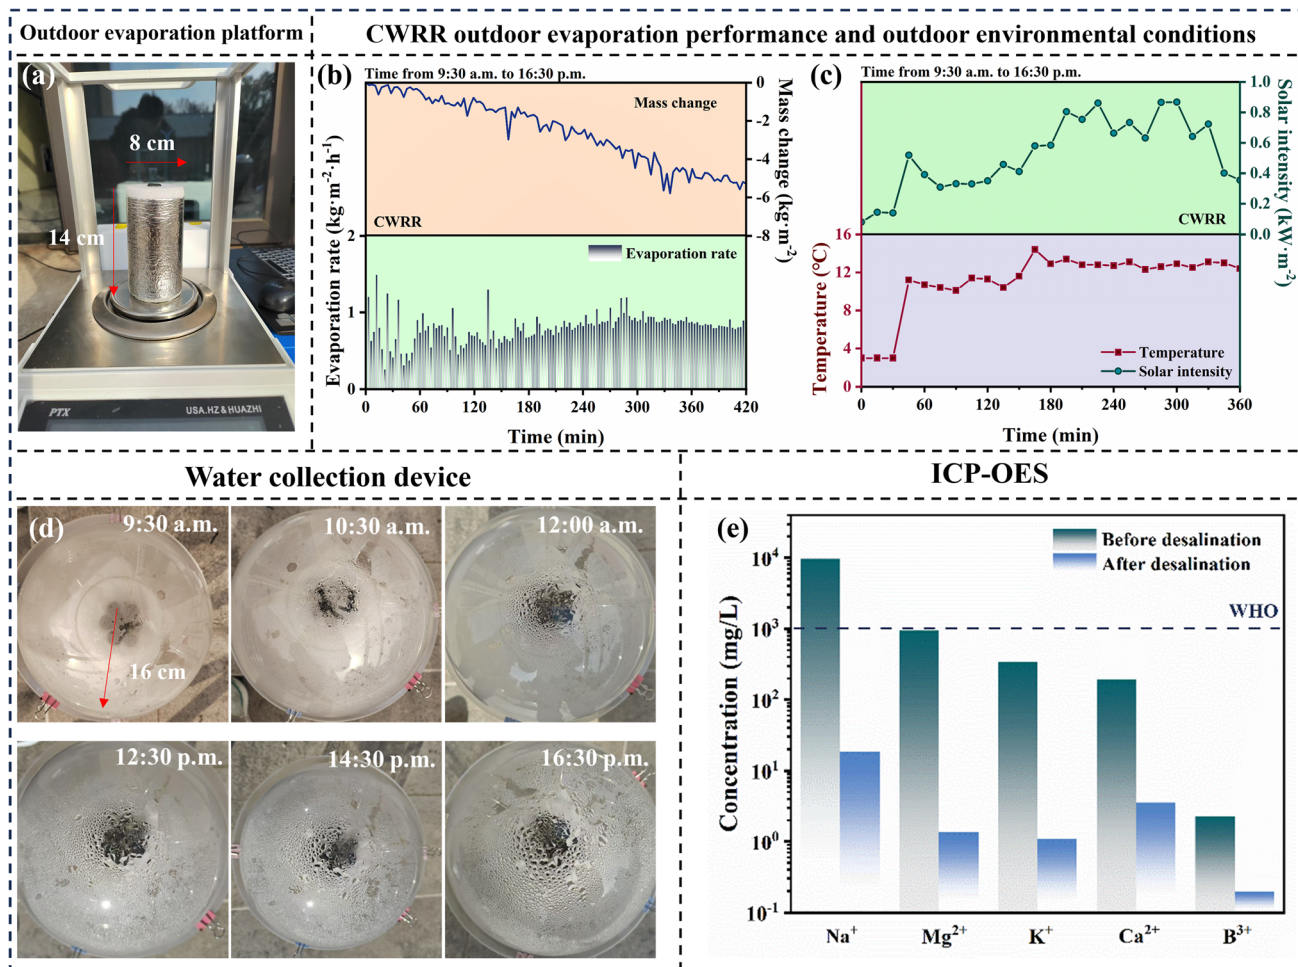 Outdoor evaporation platform
CWRR outdoor evaporation performance and outdoor environmental conditions
(a)
8 cm
14 cm
PTX
USA.HZ & HUAZHI
(b)
Time from 9:30 a.m. to 16:30 p.m.
Mass change
CWRR
Evaporation rate
Evaporation rate (kg·m⁻²·h⁻¹)
0
1
2
Mass change (kg·m⁻²)
0
-2
-4
-6
-8
0 60 120 180 240 300 360 420
Time (min)
(c)
Time from 9:30 a.m. to 16:30 p.m.
CWRR
Temperature
Solar intensity
Temperature (°C)
16
12
8
4
0
Solar intensity (kW·m⁻²)
1.0
0.8
0.6
0.4
0.2
0.0
0 60 120 180 240 300 360
Time (min)
Water collection device
(d)
9:30 a.m.
16 cm
10:30 a.m.
12:00 a.m.
12:30 p.m.
14:30 p.m.
16:30 p.m.
ICP-OES
(e)
Before desalination
After desalination
WHO
Concentration (mg/L)
10⁴
10³
10²
10¹
10⁰
10⁻¹
Na⁺ Mg²⁺ K⁺ Ca²⁺ B³⁺